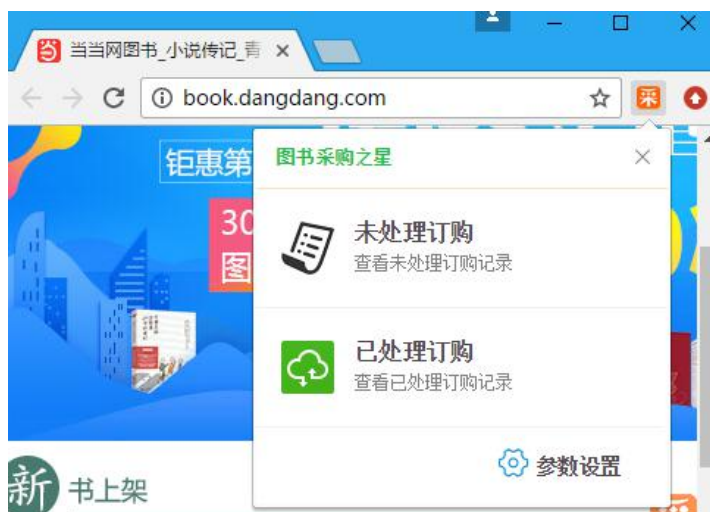 当
当当网图书_小说传记_青
book.dangdang.com
采
钜惠第
图书采购之星
30
图
未处理订购
查看未处理订购记录
已处理订购
查看已处理订购记录
参数设置
新书上架